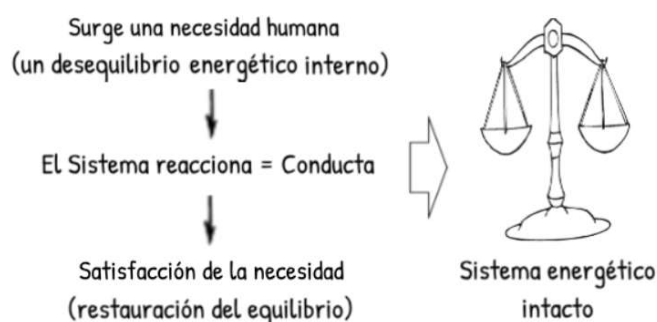 Surge una necesidad humana
(un desequilibrio energético interno)
El Sistema reacciona = Conducta
Satisfacción de la necesidad
(restauración del equilibrio)
Sistema energético
intacto